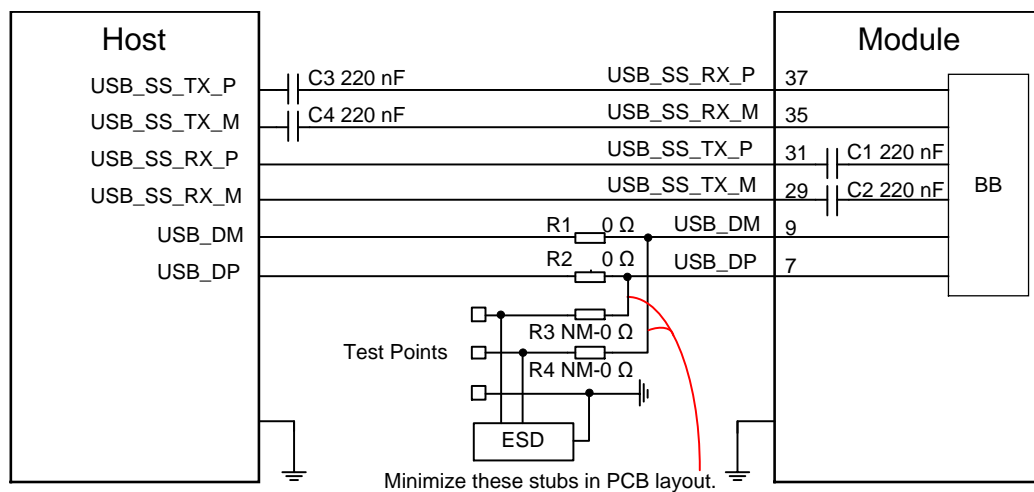 Host
Module
USB_SS_TX_P
C3 220 nF
USB_SS_RX_P
37
USB_SS_TX_M
C4 220 nF
USB_SS_RX_M
35
USB_SS_RX_P
USB_SS_TX_P
31
C1 220 nF
USB_SS_RX_M
USB_SS_TX_M
29
C2 220 nF
BB
USB_DM
R1 0 Ω
USB_DM
9
USB_DP
R2 0 Ω
USB_DP
7
R3 NM-0 Ω
Test Points
R4 NM-0 Ω
ESD
Minimize these stubs in PCB layout.